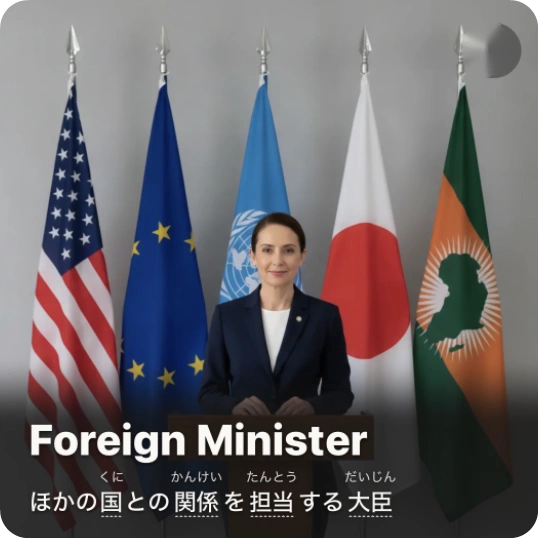 Foreign Minister
くに かんけい たんとう だいじん
ほかの国との関係を担当する大臣